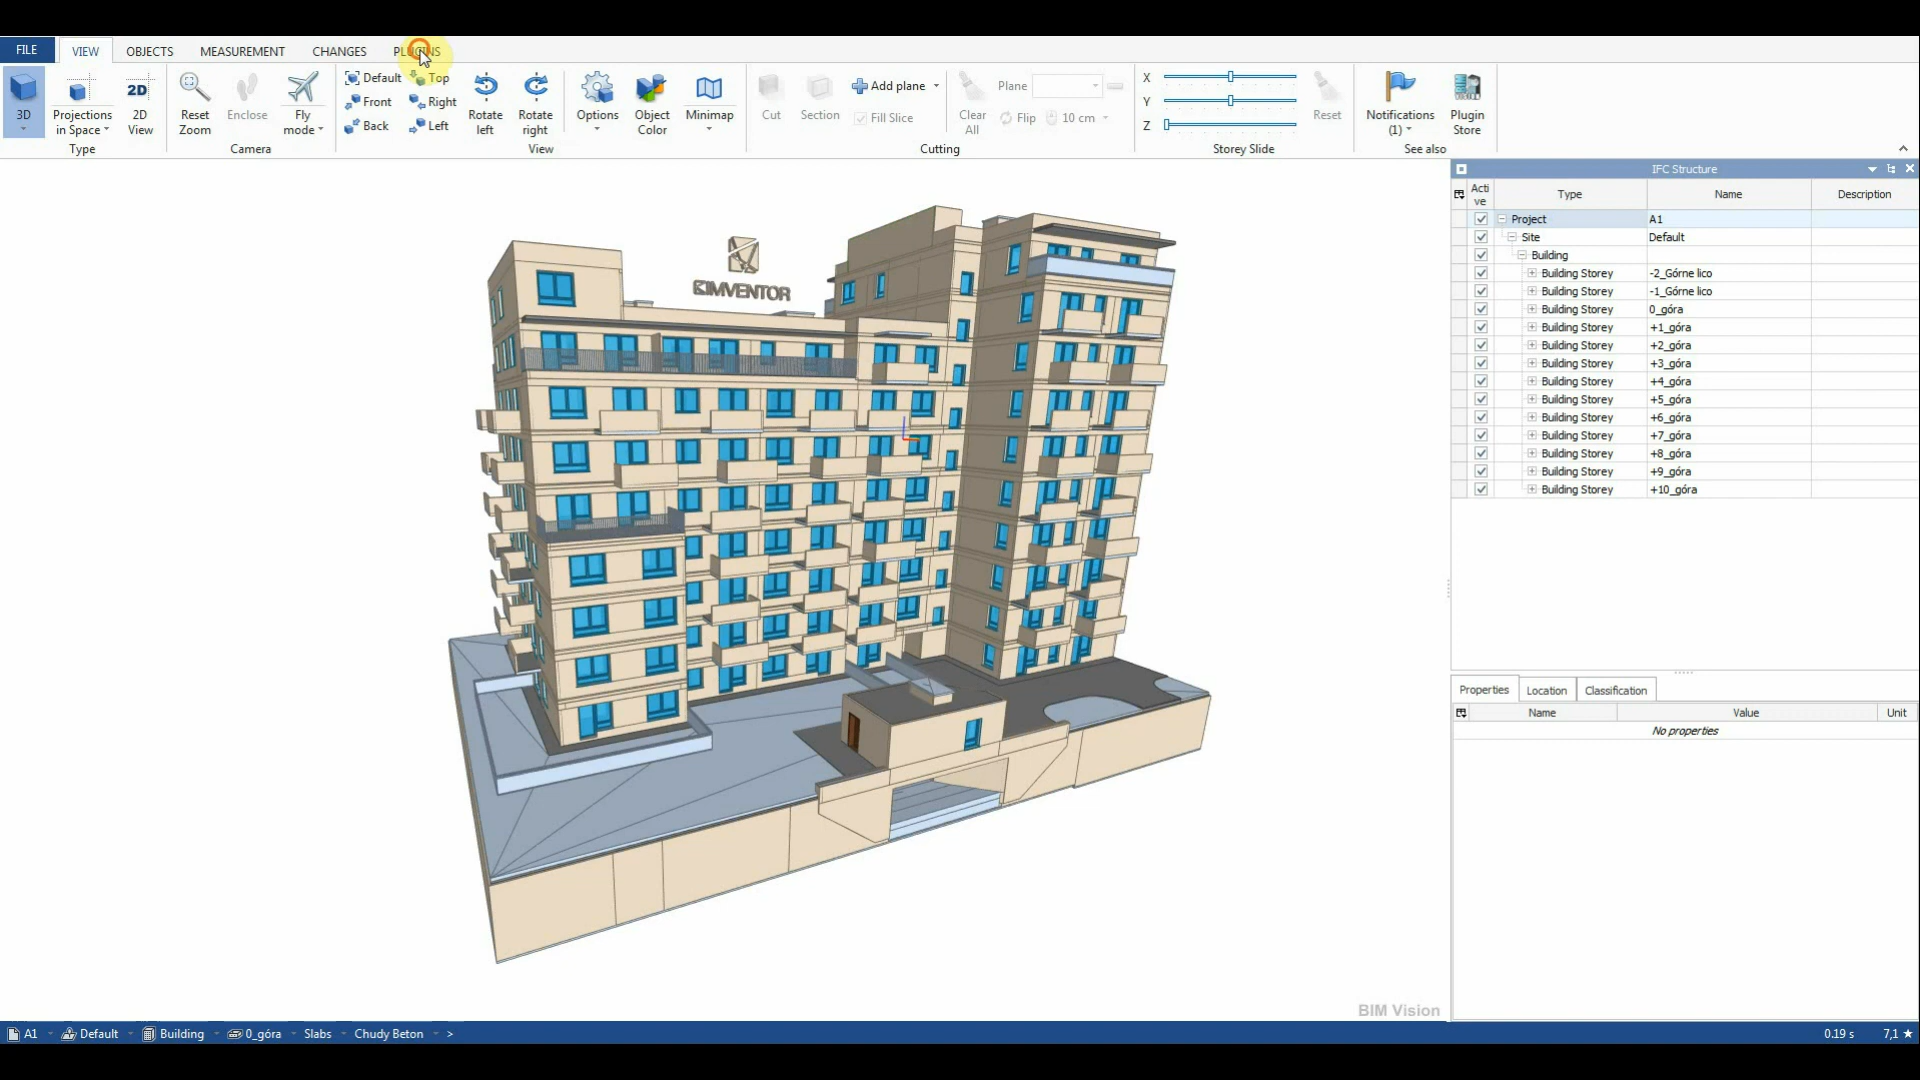 FILE VIEW OBJECTS MEASUREMENT CHANGES PLUGINS
3D
Projections in Space
2D View
Type
Reset Zoom
Enclose
Fly mode
Camera
Default Top
Front Right
Back Left
Rotate left
Rotate right
Options
Object Color
Minimap
View
Cut
Section
Add plane
Fill Slice
Clear All
Plane
Flip 10 cm
Cutting
X
Y
Z
Reset
Storey Slide
Notifications (1)
Plugin Store
See also
BIMVENTOR
BIM Vision
IFC Structure
Active Type Name Description
Project A1
Site Default
Building
Building Storey -2_Górne lico
Building Storey -1_Górne lico
Building Storey 0_góra
Building Storey +1_góra
Building Storey +2_góra
Building Storey +3_góra
Building Storey +4_góra
Building Storey +5_góra
Building Storey +6_góra
Building Storey +7_góra
Building Storey +8_góra
Building Storey +9_góra
Building Storey +10_góra
Properties Location Classification
Name Value Unit
No properties
A1 Default Building 0_góra Slabs Chudy Beton >
0.19 s 7,1 ★